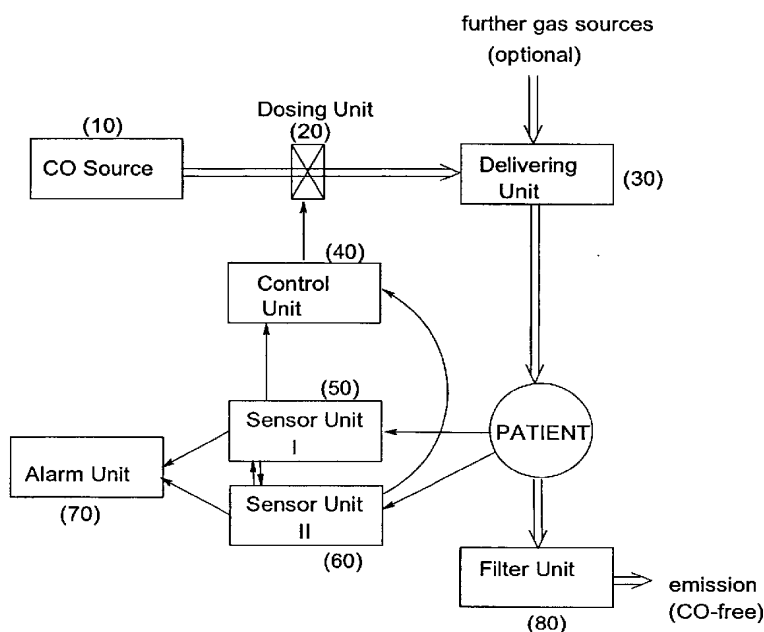 further gas sources
(optional)
Dosing Unit
(10)
(20)
CO Source
Delivering
Unit
(30)
(40)
Control
Unit
(50)
Sensor Unit
I
PATIENT
Alarm Unit
(70)
Sensor Unit
II
(60)
Filter Unit
(80)
emission
(CO-free)